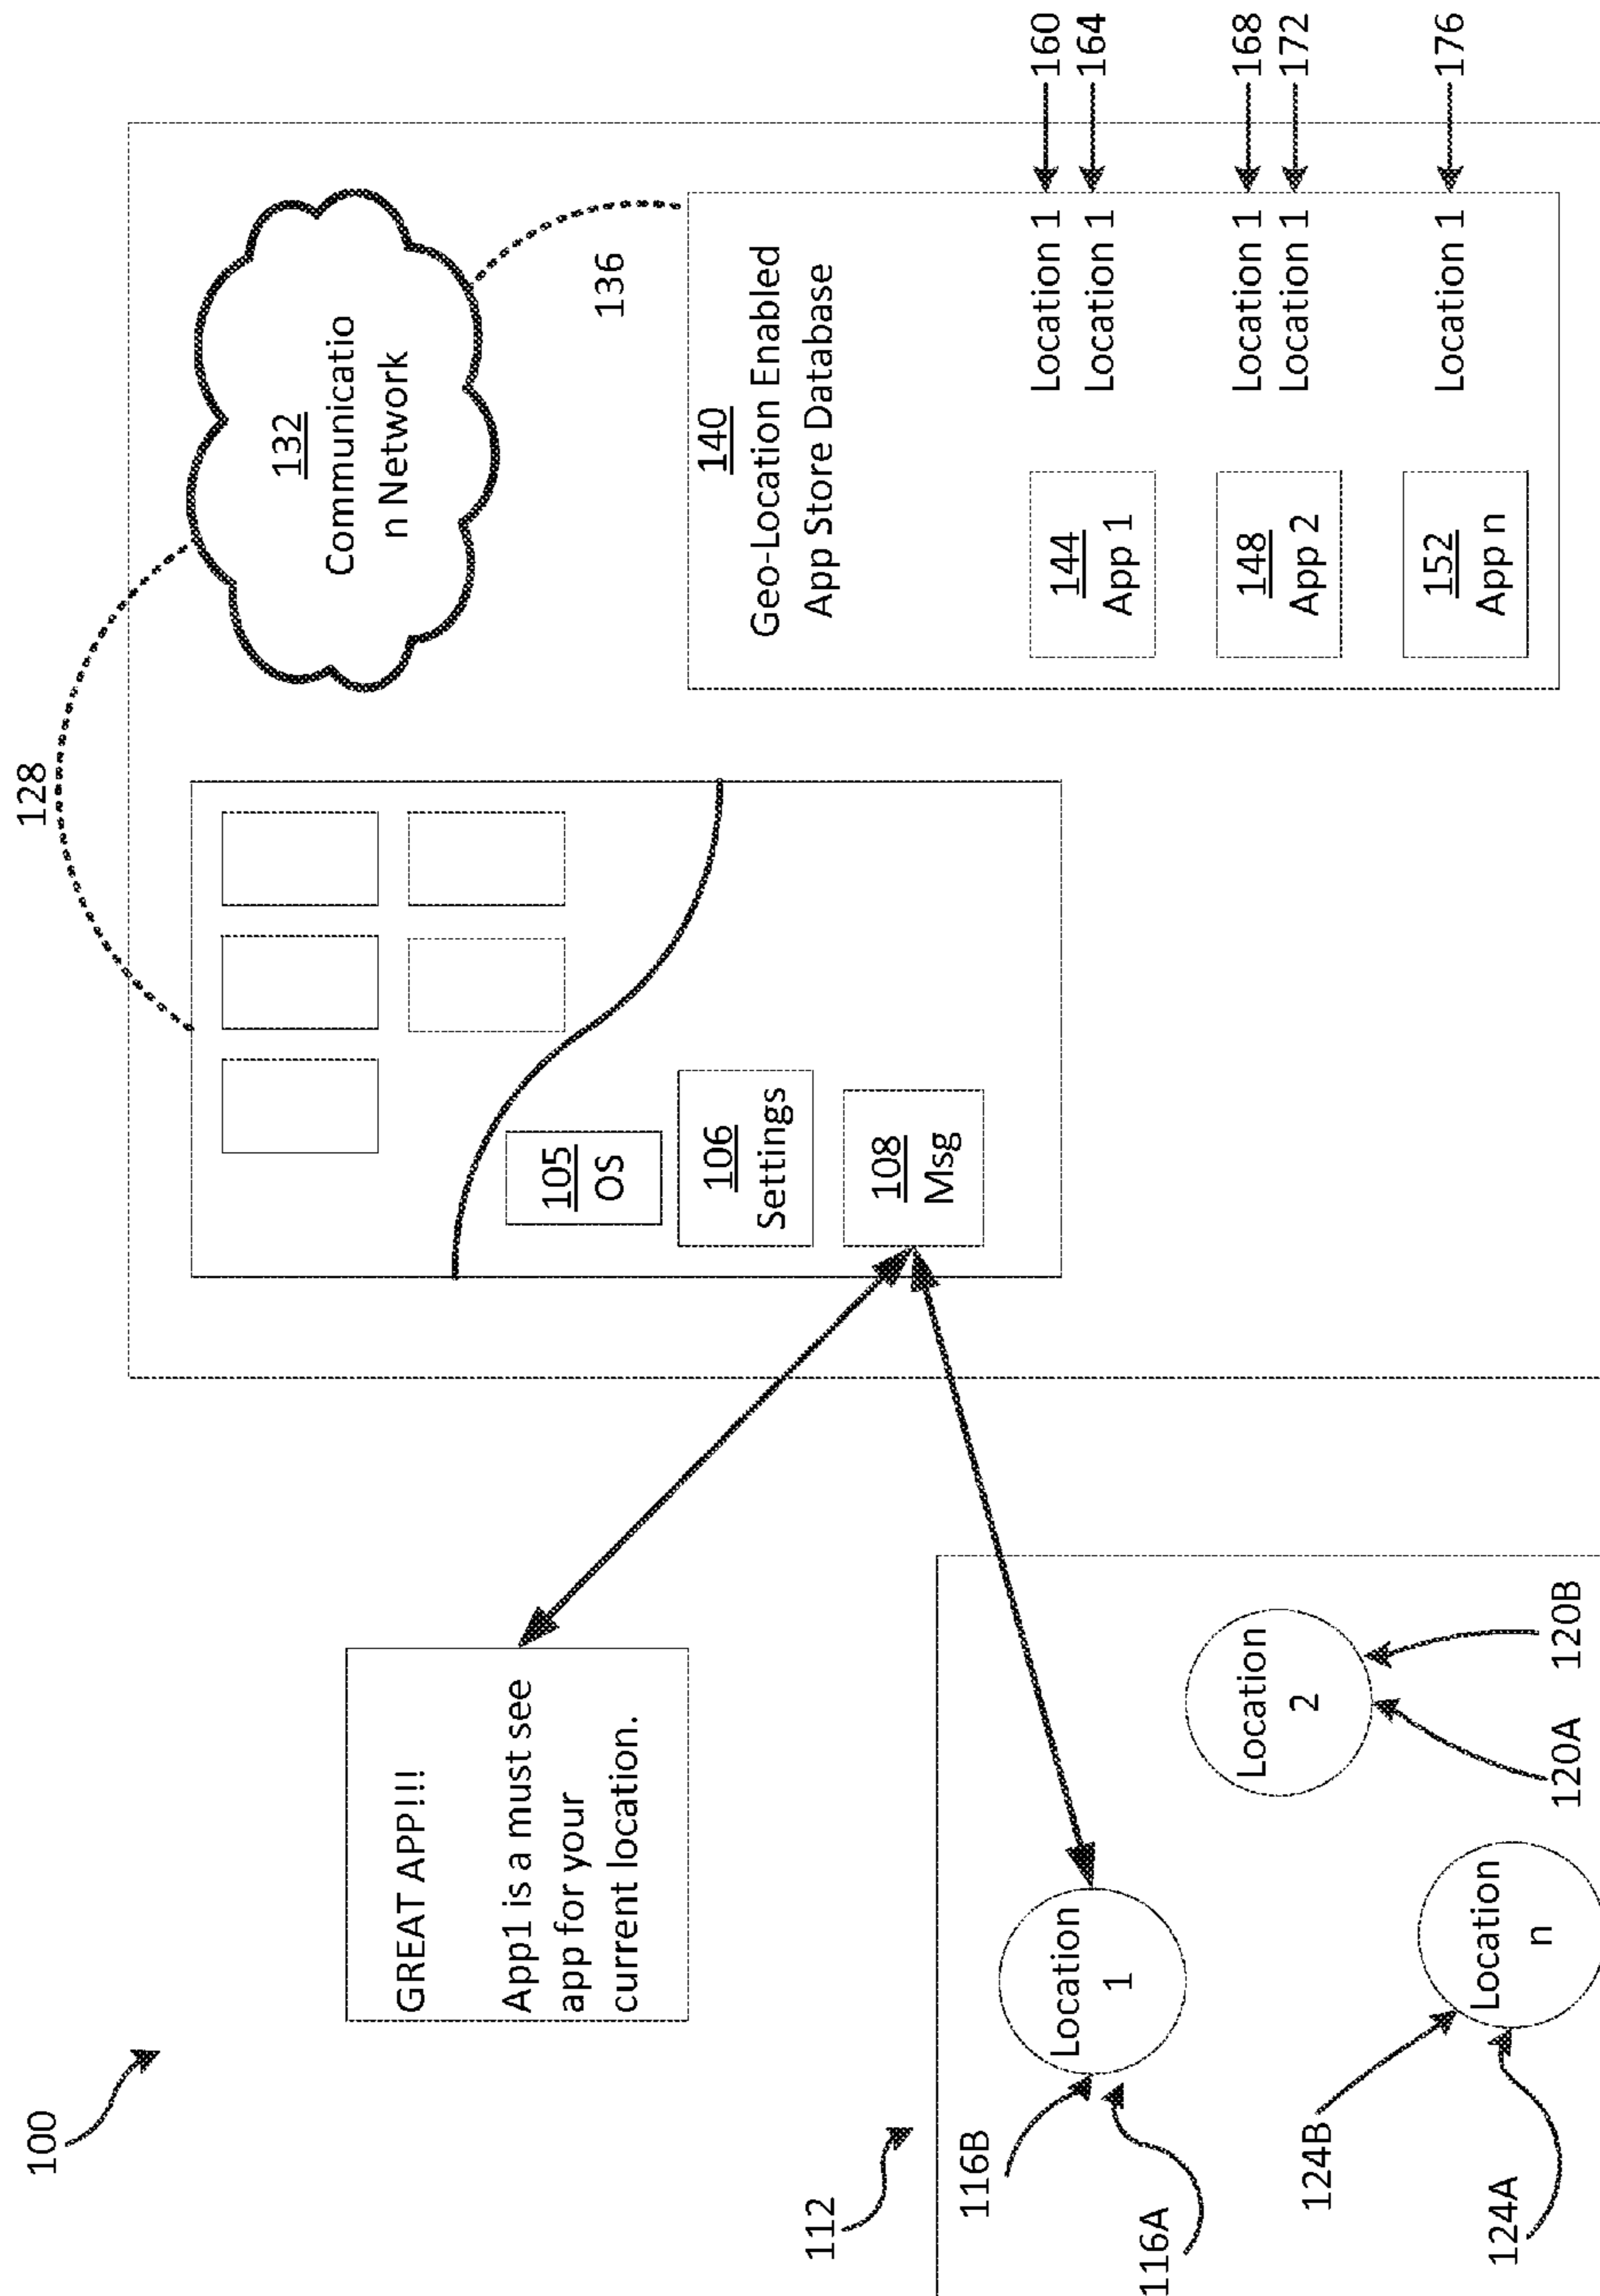 100
GREAT APP!!!
App1 is a must see
app for your
current location.
128
105
OS
106
Settings
108
Msg
132
Communicatio
n Network
136
140
Geo-Location Enabled
App Store Database
144
App 1
Location 1
160
Location 1
164
148
App 2
Location 1
168
Location 1
172
152
App n
Location 1
176
112
116B
116A
Location
1
Location
2
120A
120B
124B
124A
Location
n